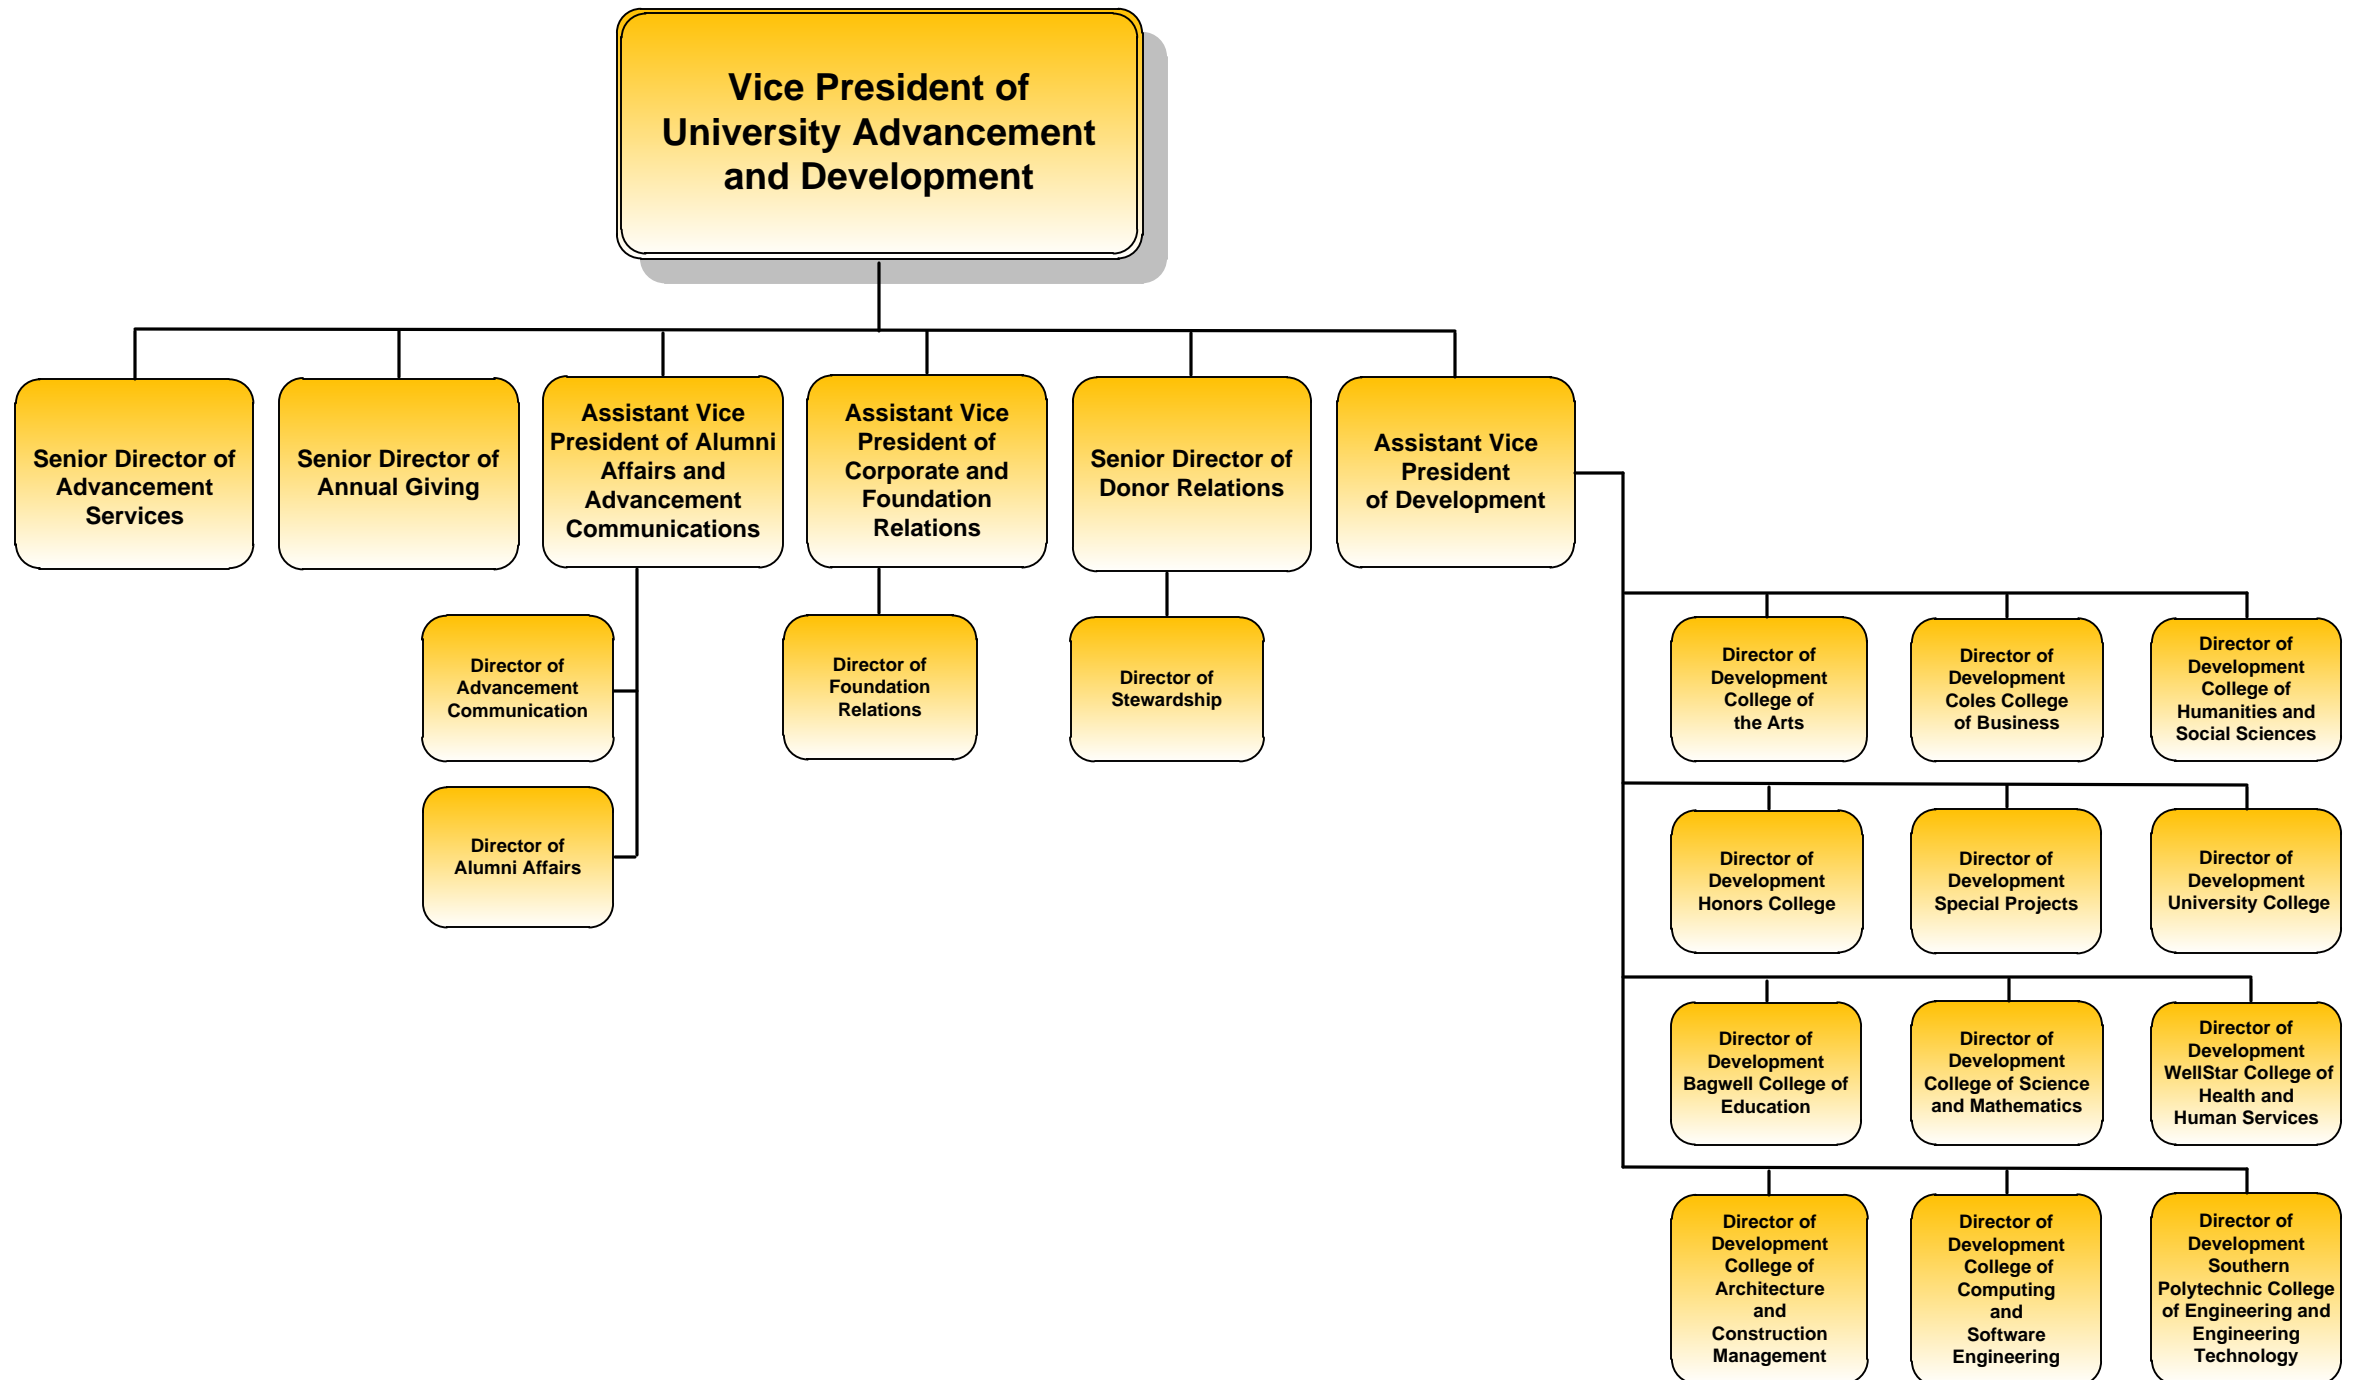 Vice President of
University Advancement
and Development
Senior Director of
Advancement
Services
Senior Director of
Annual Giving
Assistant Vice
President of Alumni
Affairs and
Advancement
Communications
Assistant Vice
President of
Corporate and
Foundation
Relations
Senior Director of
Donor Relations
Assistant Vice
President
of Development
Director of
Advancement
Communication
Director of
Alumni Affairs
Director of
Foundation
Relations
Director of
Stewardship
Director of
Development
College of
the Arts
Director of
Development
Coles College
of Business
Director of
Development
College of
Humanities and
Social Sciences
Director of
Development
Honors College
Director of
Development
Special Projects
Director of
Development
University College
Director of
Development
Bagwell College of
Education
Director of
Development
College of Science
and Mathematics
Director of
Development
WellStar College of
Health and
Human Services
Director of
Development
College of
Architecture
and
Construction
Management
Director of
Development
College of
Computing
and
Software
Engineering
Director of
Development
Southern
Polytechnic College
of Engineering and
Engineering
Technology